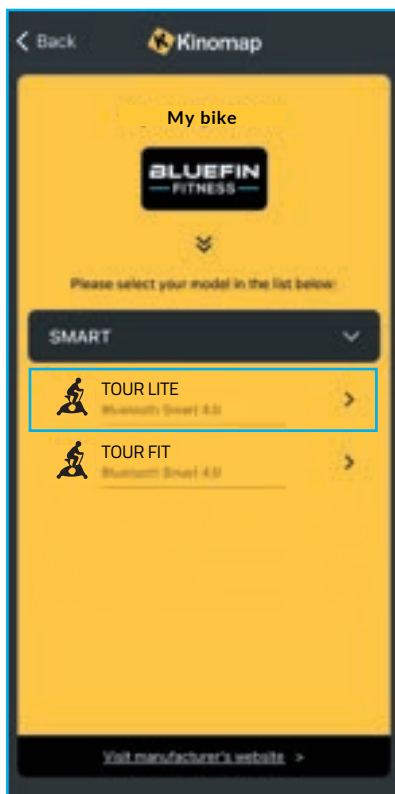 Back
Kinomap
My bike
BLUEFIN
FITNESS
Please select your model in the list below:
SMART
TOUR LITE
Bluetooth Smart 4.0
TOUR FIT
Bluetooth Smart 4.0
Visit manufacturer's website >